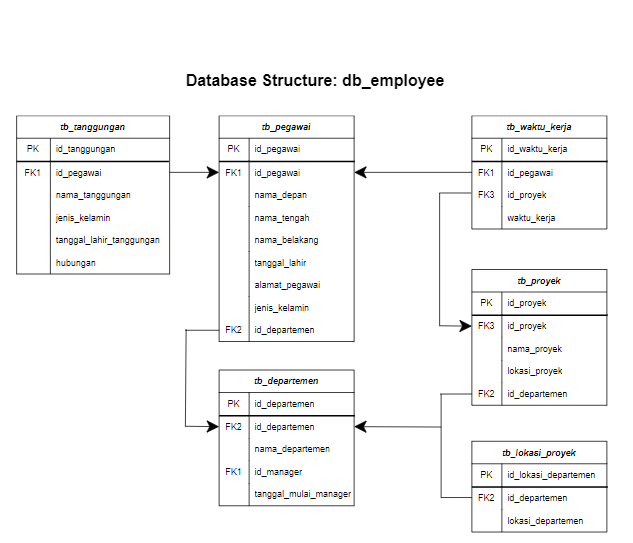 Database Structure: db_employee
tb_tanggungan
PK id_tanggungan
FK1 id_pegawai
nama_tanggungan
jenis_kelamin
tanggal_lahir_tanggungan
hubungan
tb_pegawai
PK id_pegawai
FK1 id_pegawai
nama_depan
nama_tengah
nama_belakang
tanggal_lahir
alamat_pegawai
jenis_kelamin
FK2 id_departemen
tb_departemen
PK id_departemen
FK2 id_departemen
nama_departemen
FK1 id_manager
tanggal_mulai_manager
tb_waktu_kerja
PK id_waktu_kerja
FK1 id_pegawai
FK3 id_proyek
waktu_kerja
tb_proyek
PK id_proyek
FK3 id_proyek
nama_proyek
lokasi_proyek
FK2 id_departemen
tb_lokasi_proyek
PK id_lokasi_departemen
FK2 id_departemen
lokasi_departemen